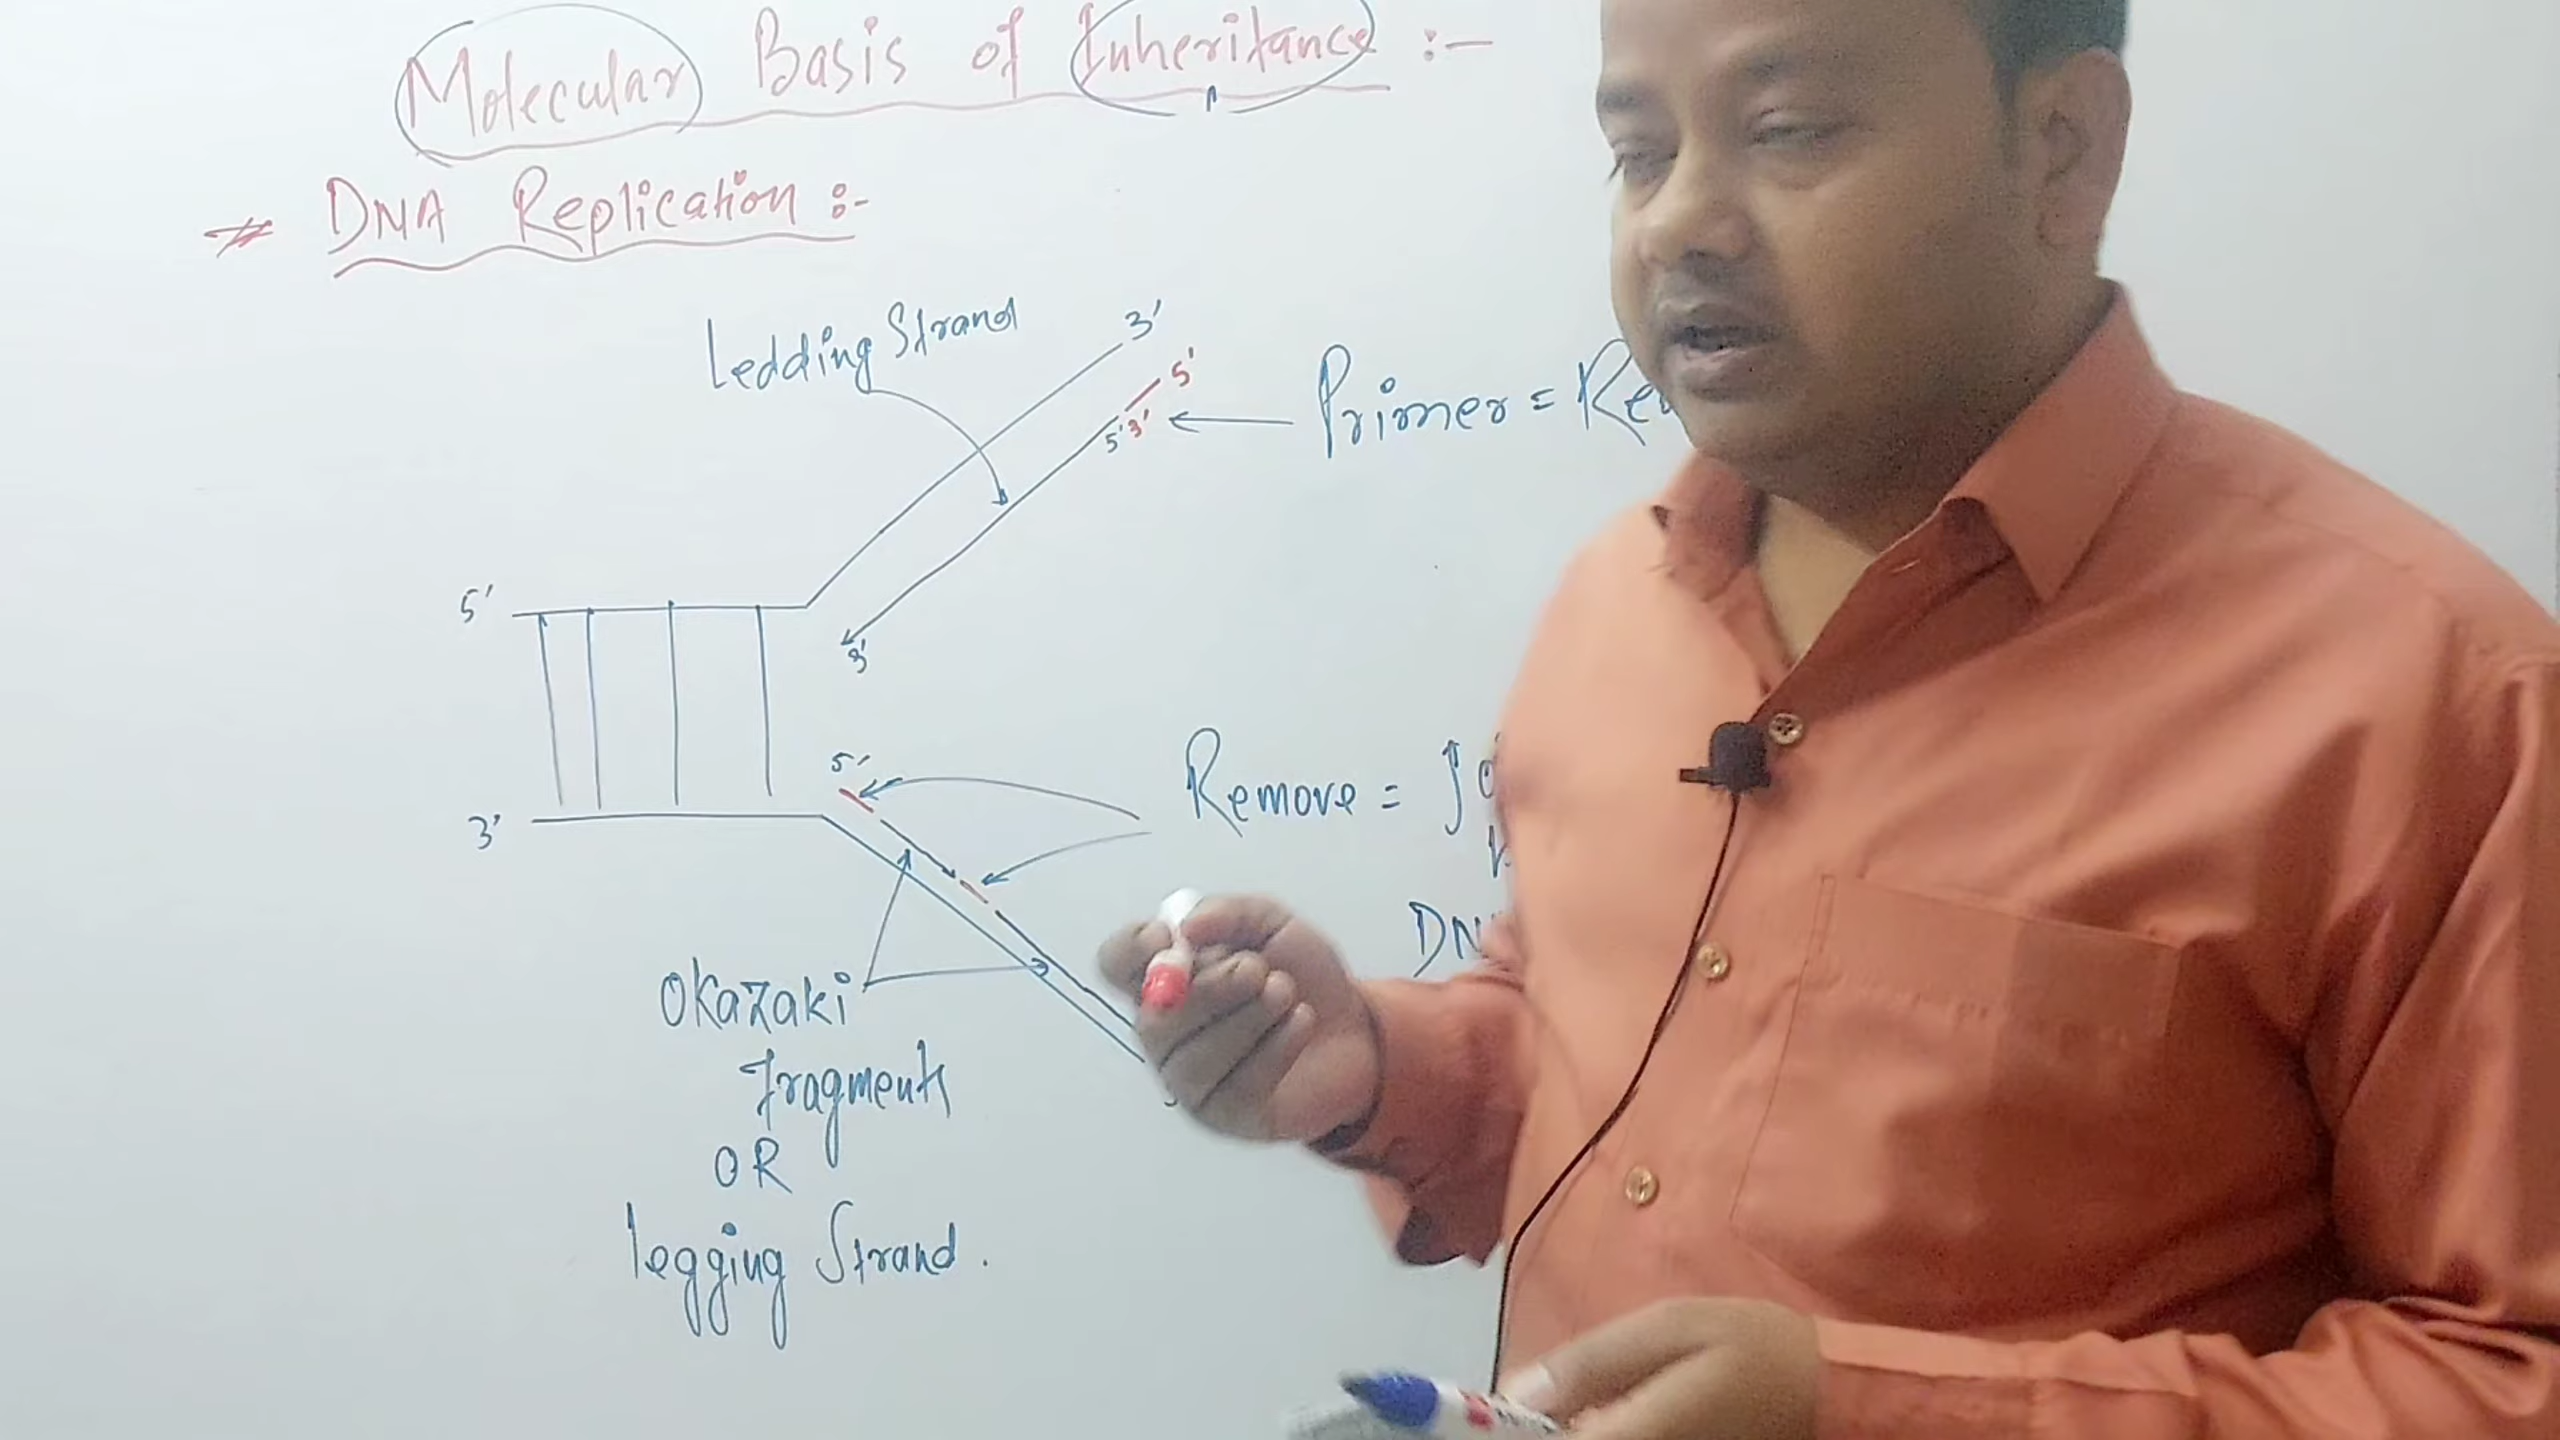 Molecular Basis of Inheritance :-
* DNA Replication :-
Ledding Strand
3'
5'
5' 3'
Primer =
5'
3'
5'
Remove =
3'
Okazaki
fragments
OR
legging Strand.